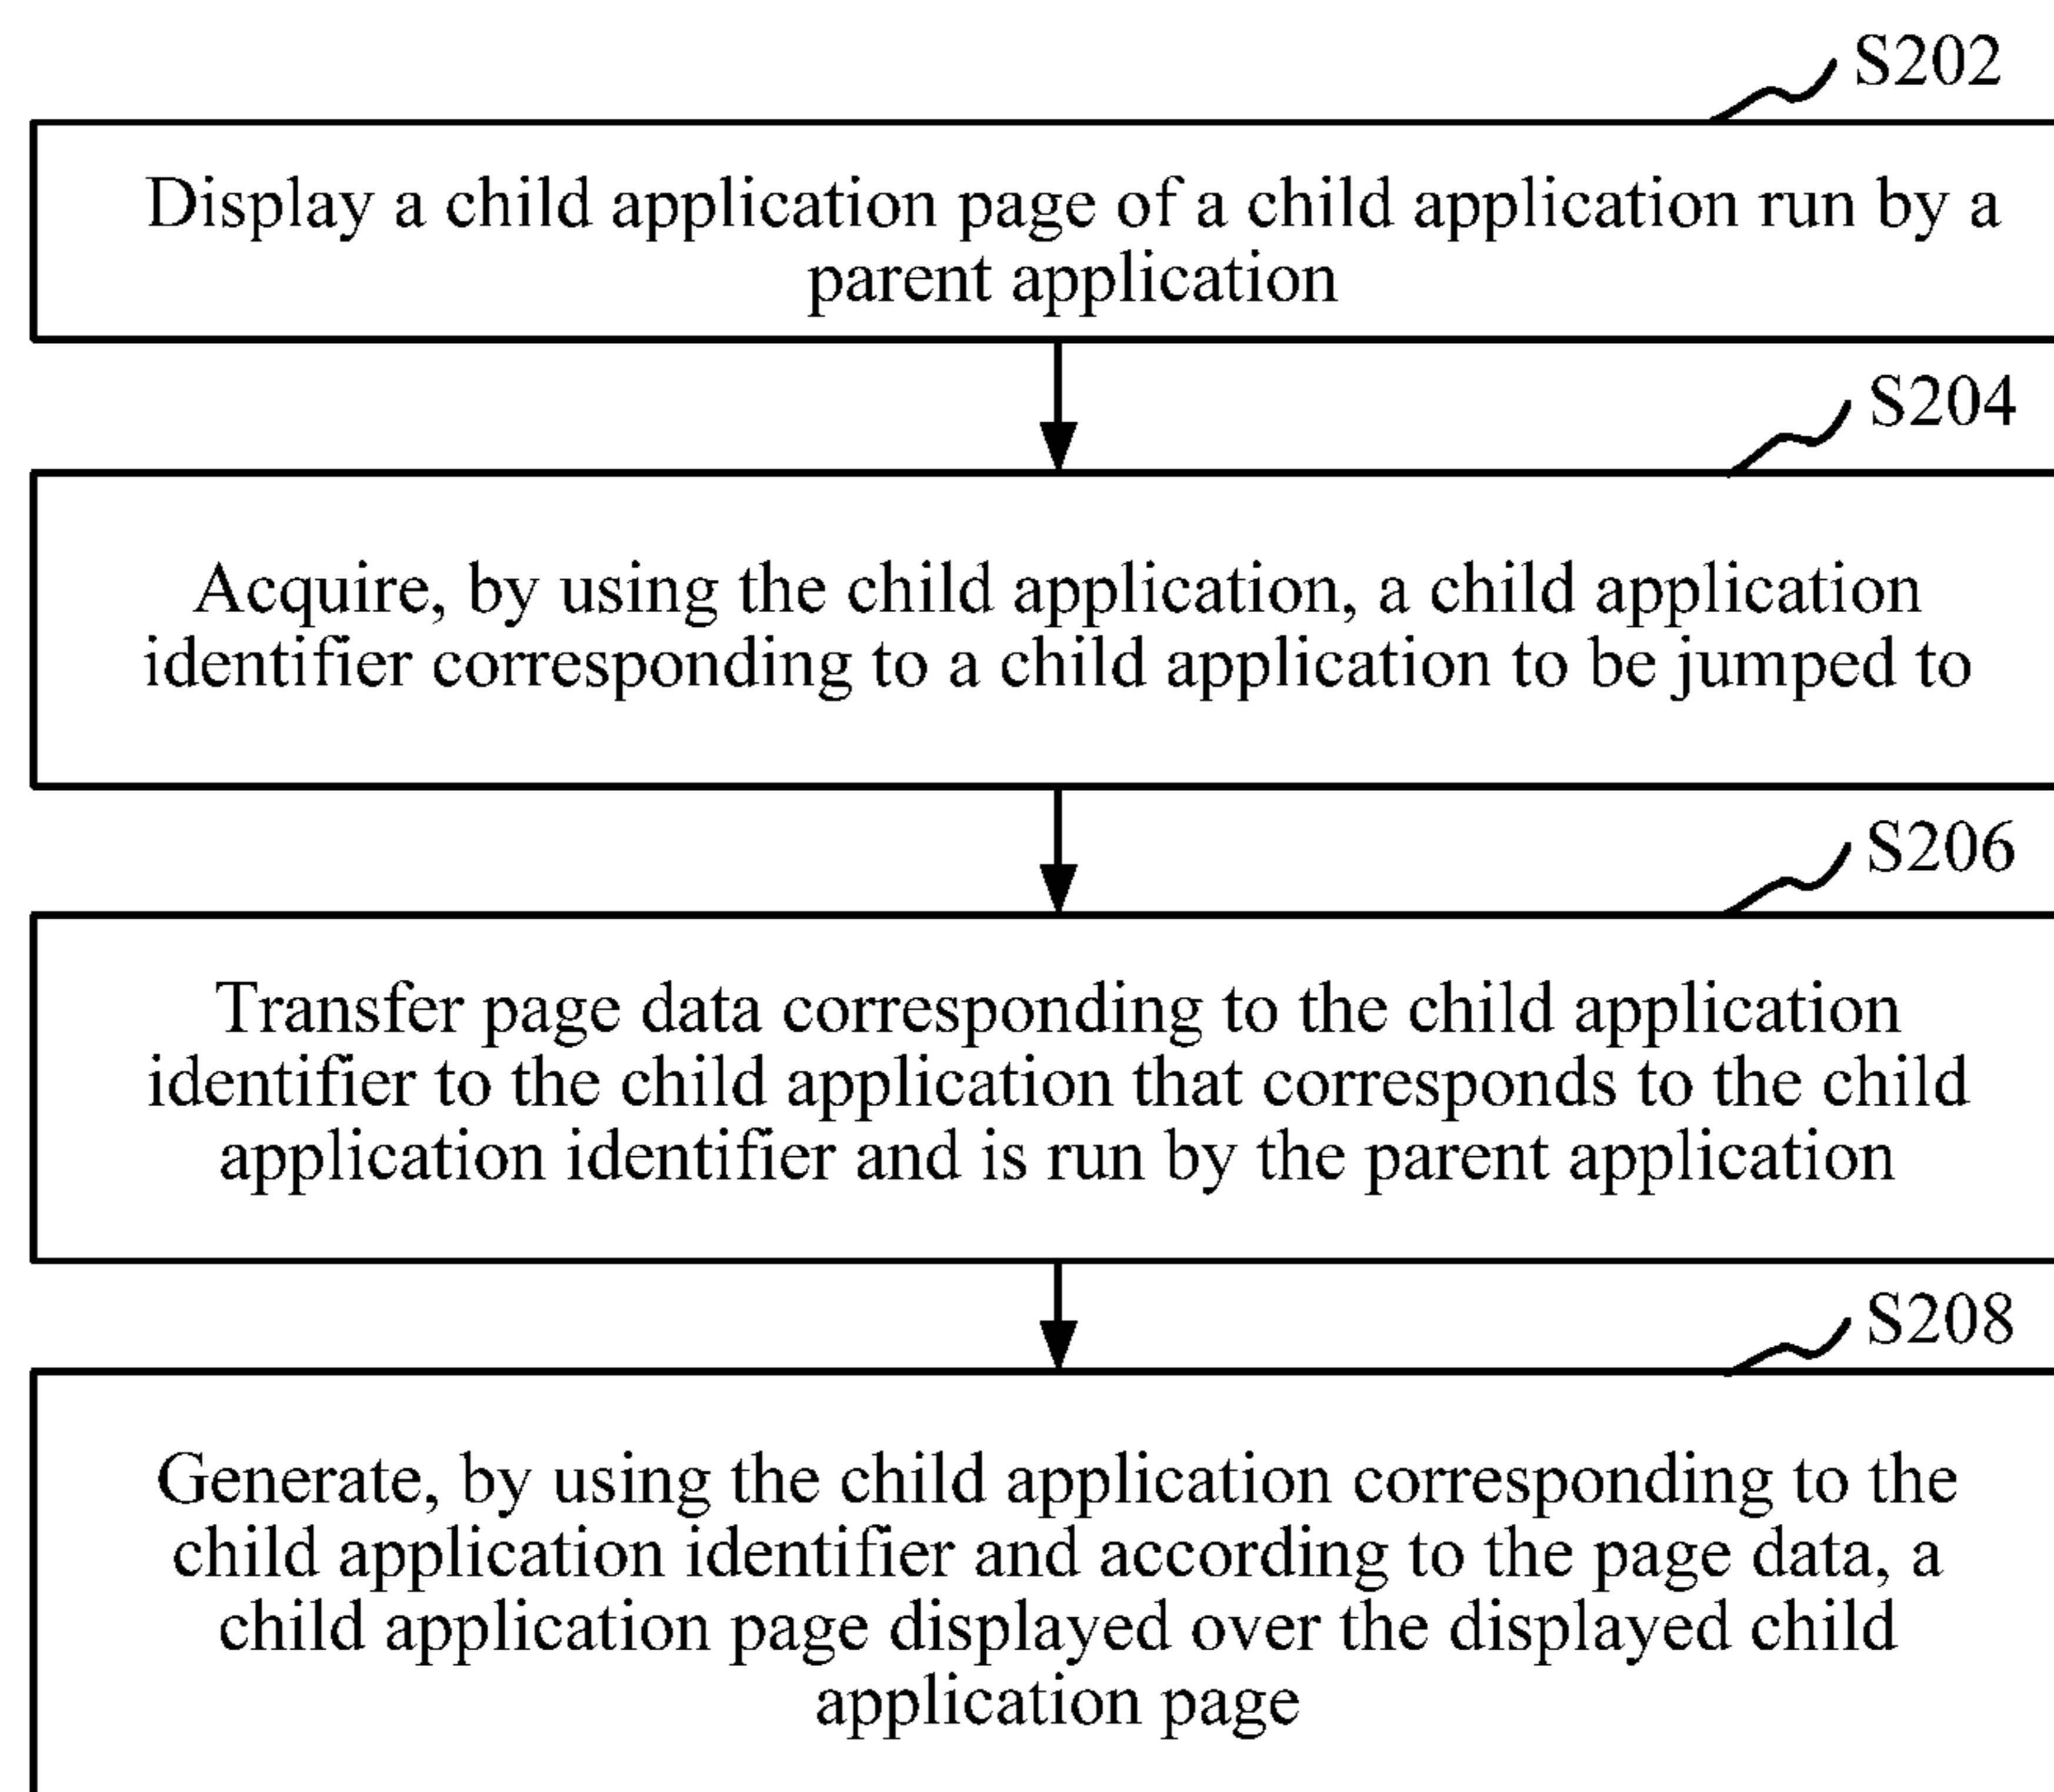 S202
Display a child application page of a child application run by a
parent application
S204
Acquire, by using the child application, a child application
identifier corresponding to a child application to be jumped to
S206
Transfer page data corresponding to the child application
identifier to the child application that corresponds to the child
application identifier and is run by the parent application
S208
Generate, by using the child application corresponding to the
child application identifier and according to the page data, a
child application page displayed over the displayed child
application page